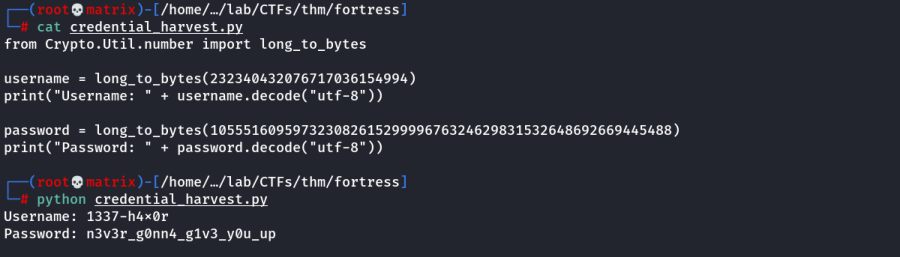 ┌──(root💀matrix)-[/home/…/lab/CTFs/thm/fortress]
└─# cat credential_harvest.py
from Crypto.Util.number import long_to_bytes
username = long_to_bytes(232340432076717036154994)
print("Username: " + username.decode("utf-8"))
password = long_to_bytes(10555160959732308261529999676324629831532648692669445488)
print("Password: " + password.decode("utf-8"))
┌──(root💀matrix)-[/home/…/lab/CTFs/thm/fortress]
└─# python credential_harvest.py
Username: 1337-h4×0r
Password: n3v3r_g0nn4_g1v3_y0u_up